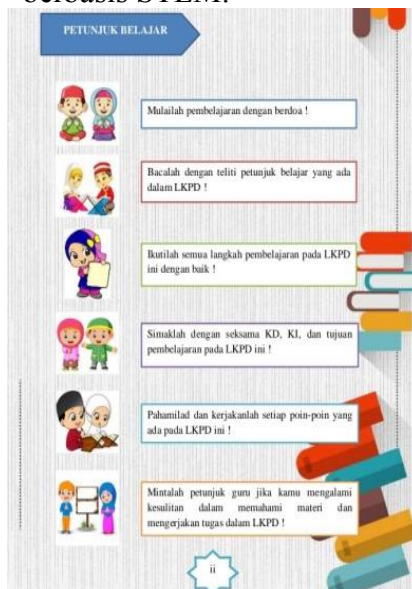 berbasis STEM.
PETUNJUK BELAJAR
Mulailah pembelajaran dengan berdoa !
Bacalah dengan teliti petunjuk belajar yang ada
dalam LKPD !
Ikutilah semua langkah pembelajaran pada LKPD
ini dengan baik !
Simaklah dengan seksama KD, KI, dan tujuan
pembelajaran pada LKPD ini !
Pahamilad dan kerjakanlah setiap poin-poin yang
ada pada LKPD ini !
Mintalah petunjuk guru jika kamu mengalami
kesulitan dalam memahami materi dan
mengerjakan tugas dalam LKPD !
ii